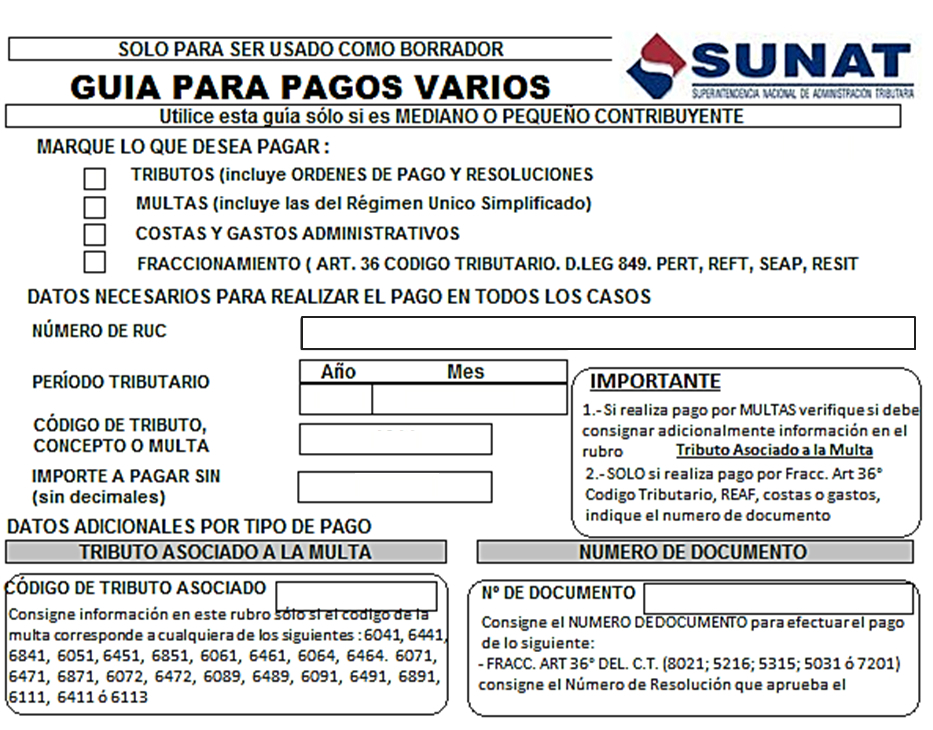 SOLO PARA SER USADO COMO BORRADOR
SUNAT
SUPERINTENDENCIA NACIONAL DE ADMINISTRACIÓN TRIBUTARIA
GUIA PARA PAGOS VARIOS
Utilice esta guía sólo si es MEDIANO O PEQUEÑO CONTRIBUYENTE
MARQUE LO QUE DESEA PAGAR :
TRIBUTOS (incluye ORDENES DE PAGO Y RESOLUCIONES
MULTAS (incluye las del Régimen Unico Simplificado)
COSTAS Y GASTOS ADMINISTRATIVOS
FRACCIONAMIENTO ( ART. 36 CODIGO TRIBUTARIO. D.LEG 849. PERT, REFT, SEAP, RESIT
DATOS NECESARIOS PARA REALIZAR EL PAGO EN TODOS LOS CASOS
NÚMERO DE RUC
PERÍODO TRIBUTARIO
Año Mes
CÓDIGO DE TRIBUTO,
CONCEPTO O MULTA
IMPORTE A PAGAR SIN
(sin decimales)
IMPORTANTE
1.- Si realiza pago por MULTAS verifique si debe
consignar adicionalmente información en el
rubro Tributo Asociado a la Multa
2.- SOLO si realiza pago por Fracc. Art 36°
Codigo Tributario, REAF, costas o gastos,
indique el numero de documento
DATOS ADICIONALES POR TIPO DE PAGO
TRIBUTO ASOCIADO A LA MULTA
CÓDIGO DE TRIBUTO ASOCIADO
Consigne información en este rubro sólo si el codigo de la
multa corresponde a cualquiera de los siguientes : 6041, 6441,
6841, 6051, 6451, 6851, 6061, 6461, 6064, 6464. 6071,
6471, 6871, 6072, 6472, 6089, 6489, 6091, 6491, 6891,
6111, 6411 ó 6113
NUMERO DE DOCUMENTO
Nº DE DOCUMENTO
Consigne el NUMERO DE DOCUMENTO para efectuar el pago
de lo siguiente:
- FRACC. ART 36° DEL. C.T. (8021; 5216; 5315; 5031 ó 7201)
consigne el Número de Resolución que aprueba el